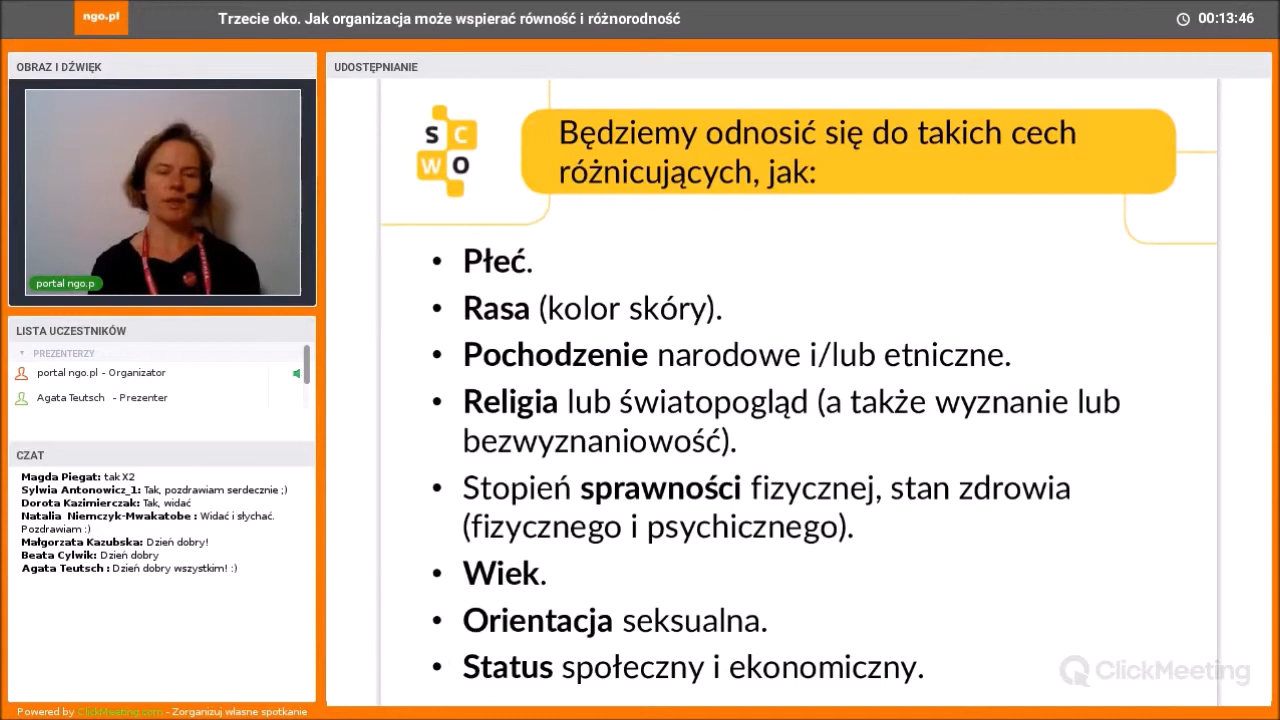 ngo.pl
Trzecie oko. Jak organizacja może wspierać równość i różnorodność
00:13:46
OBRAZ I DŹWIĘK
portal ngo.p
LISTA UCZESTNIKÓW
PREZENTERZY
portal ngo.pl - Organizator
Agata Teutsch - Prezenter
CZAT
Magda Piegat: tak X2
Sylwia Antonowicz_1: Tak, pozdrawiam serdecznie ;)
Dorota Kazimierczak: Tak, widać
Natalia Niemczyk-Mwakatobe : Widać i słychać.
Pozdrawiam :)
Małgorzata Kazubska: Dzień dobry!
Beata Cylwik: Dzień dobry
Agata Teutsch : Dzień dobry wszystkim! :)
Powered by ClickMeeting.com - Zorganizuj własne spotkanie
UDOSTĘPNIANIE
S C
W O
Będziemy odnosić się do takich cech
różnicujących, jak:
• Płeć.
• Rasa (kolor skóry).
• Pochodzenie narodowe i/lub etniczne.
• Religia lub światopogląd (a także wyznanie lub
bezwyznaniowość).
• Stopień sprawności fizycznej, stan zdrowia
(fizycznego i psychicznego).
• Wiek.
• Orientacja seksualna.
• Status społeczny i ekonomiczny.
ClickMeeting